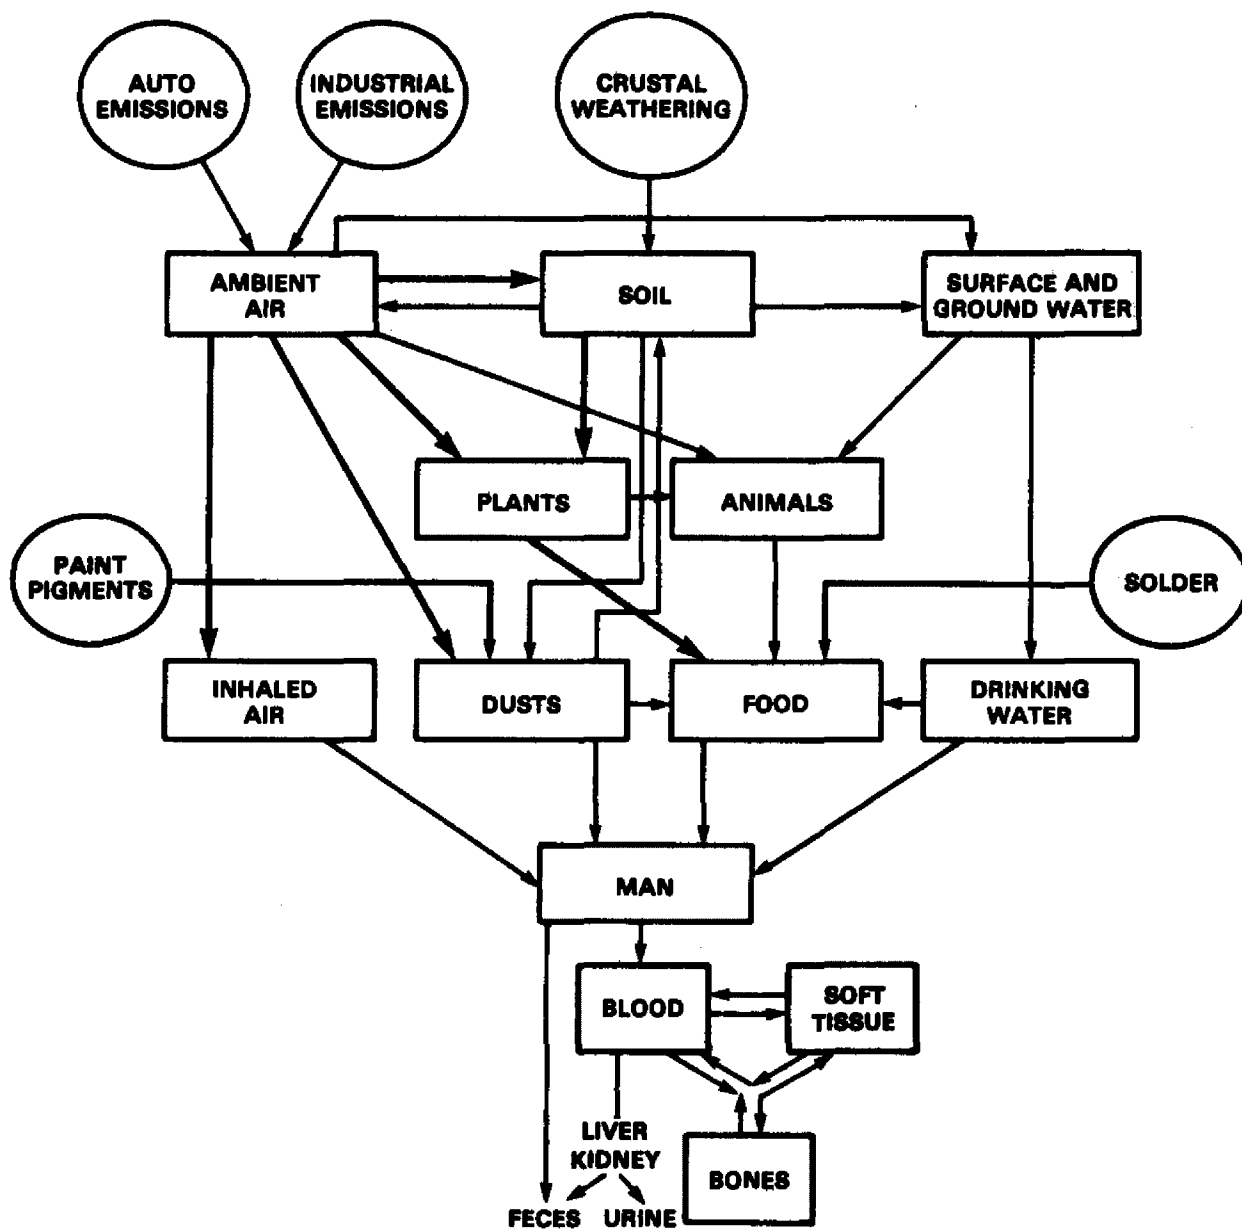 AUTO
EMISSIONS
INDUSTRIAL
EMISSIONS
CRUSTAL
WEATHERING
AMBIENT
AIR
SOIL
SURFACE AND
GROUND WATER
PLANTS
ANIMALS
PAINT
PIGMENTS
SOLDER
INHALED
AIR
DUSTS
FOOD
DRINKING
WATER
MAN
BLOOD
SOFT
TISSUE
LIVER
KIDNEY
BONES
FECES
URINE